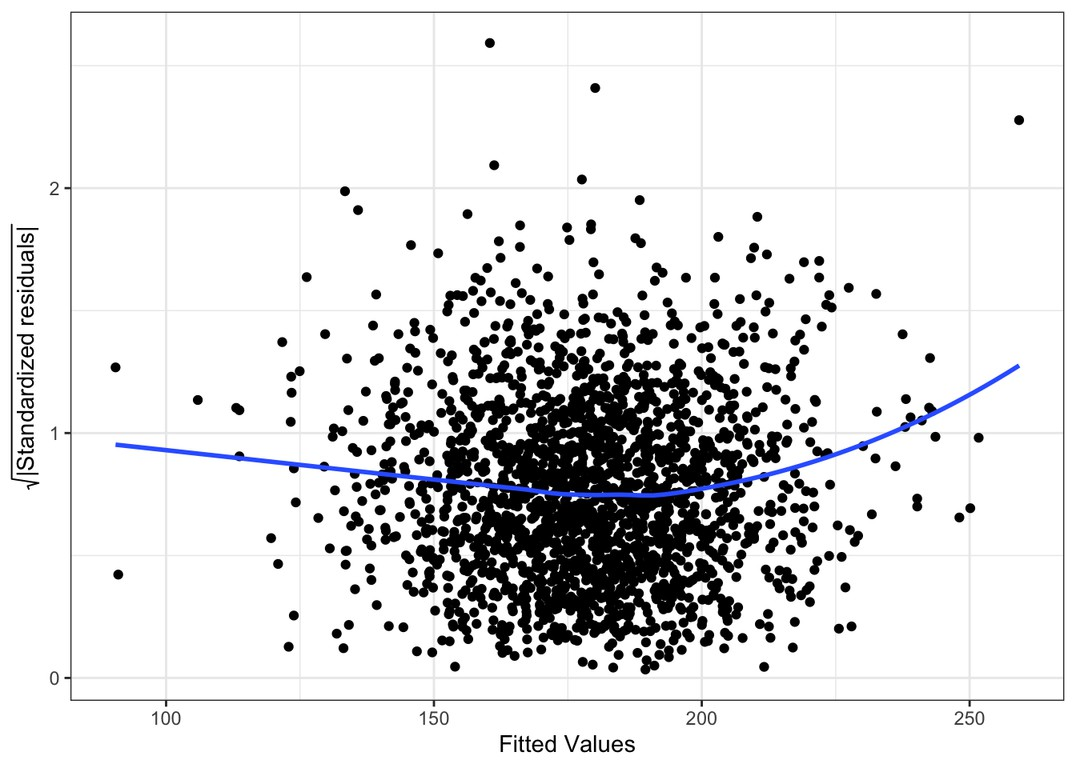 √|Standardized residuals|
2
1
0
100 150 200 250
Fitted Values